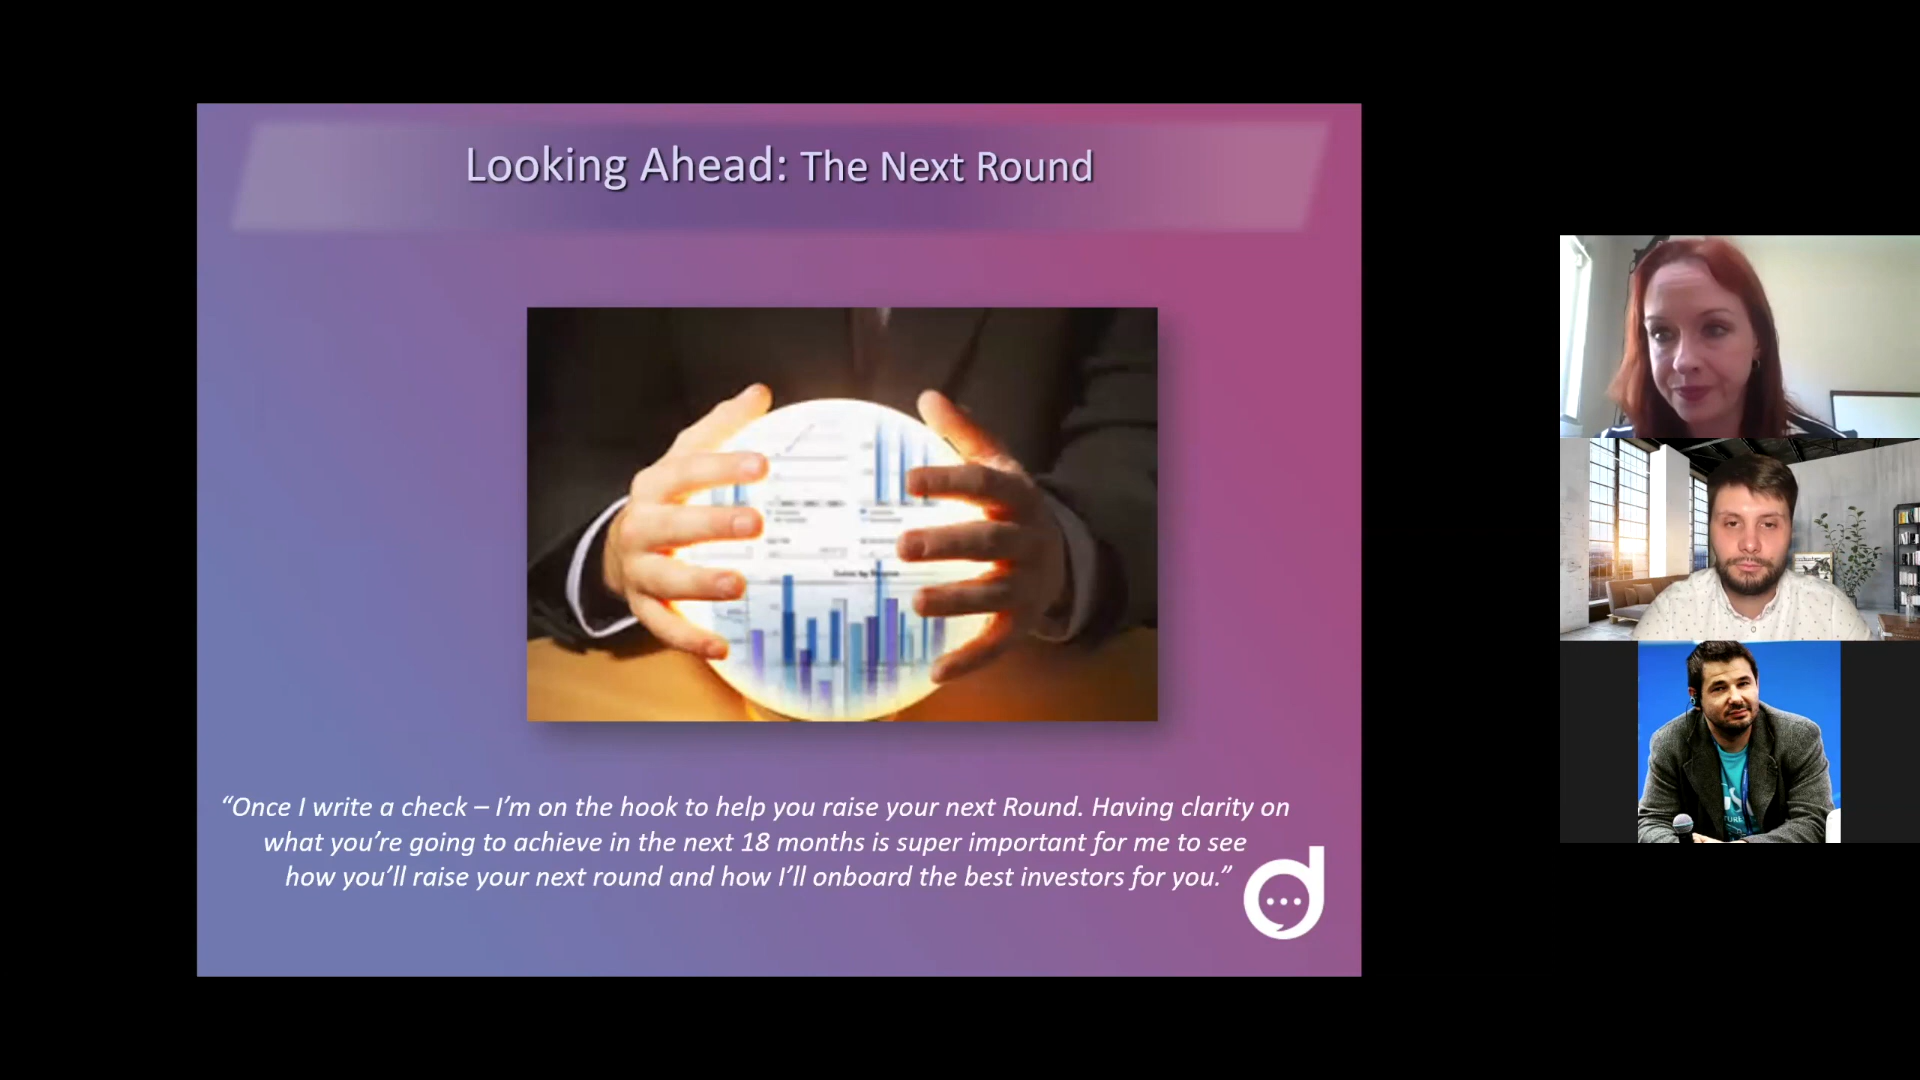 Looking Ahead: The Next Round
“Once I write a check – I’m on the hook to help you raise your next Round. Having clarity on
what you’re going to achieve in the next 18 months is super important for me to see
how you’ll raise your next round and how I’ll onboard the best investors for you.”